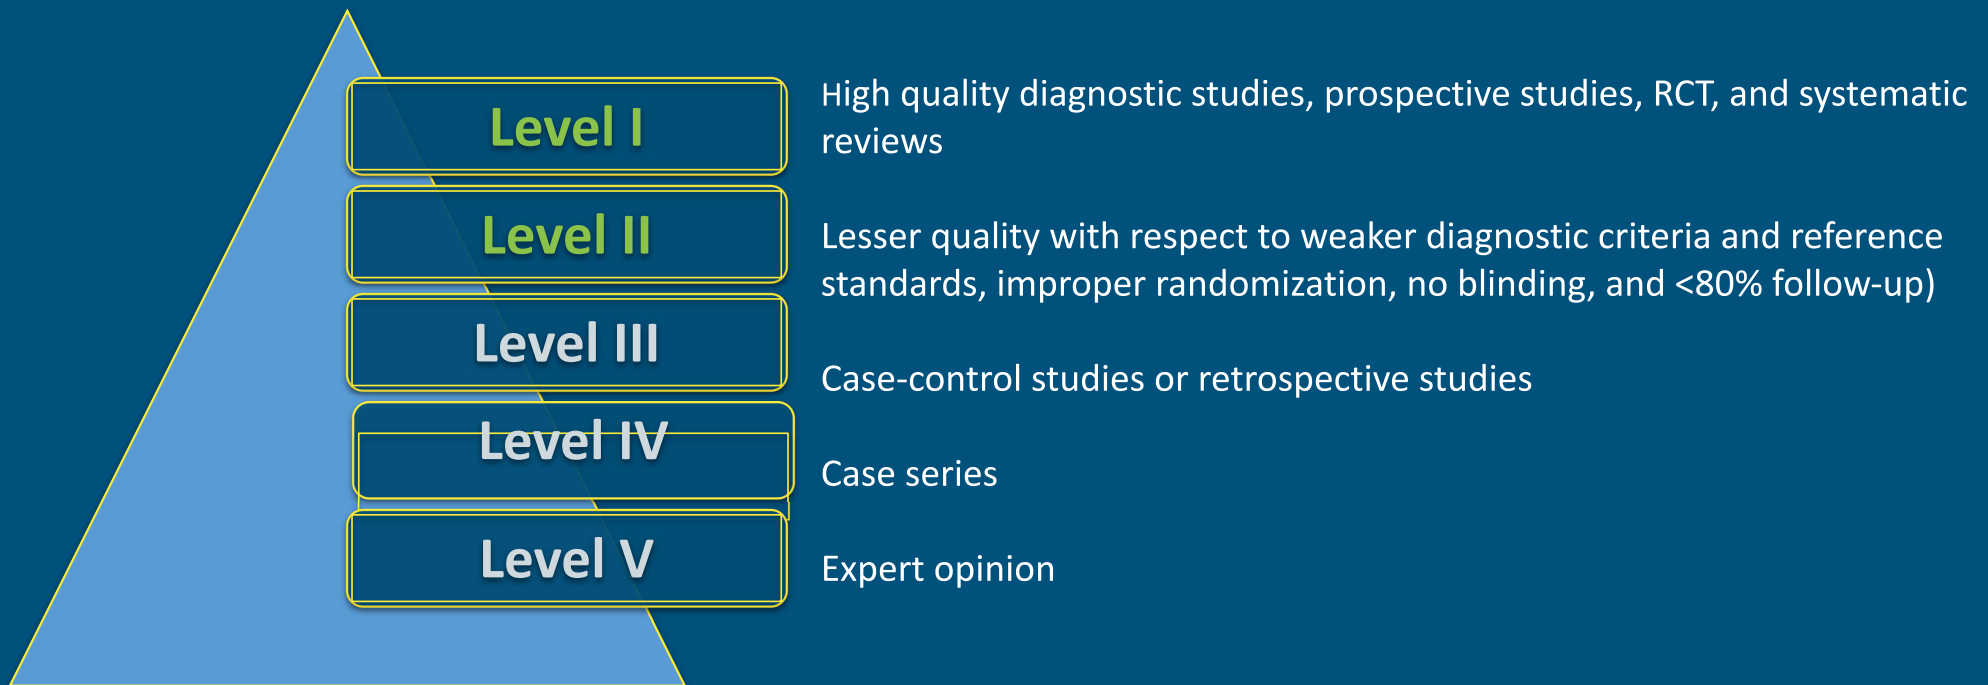 Level I
High quality diagnostic studies, prospective studies, RCT, and systematic
reviews
Level II
Lesser quality with respect to weaker diagnostic criteria and reference
standards, improper randomization, no blinding, and <80% follow-up)
Level III
Case-control studies or retrospective studies
Level IV
Case series
Level V
Expert opinion